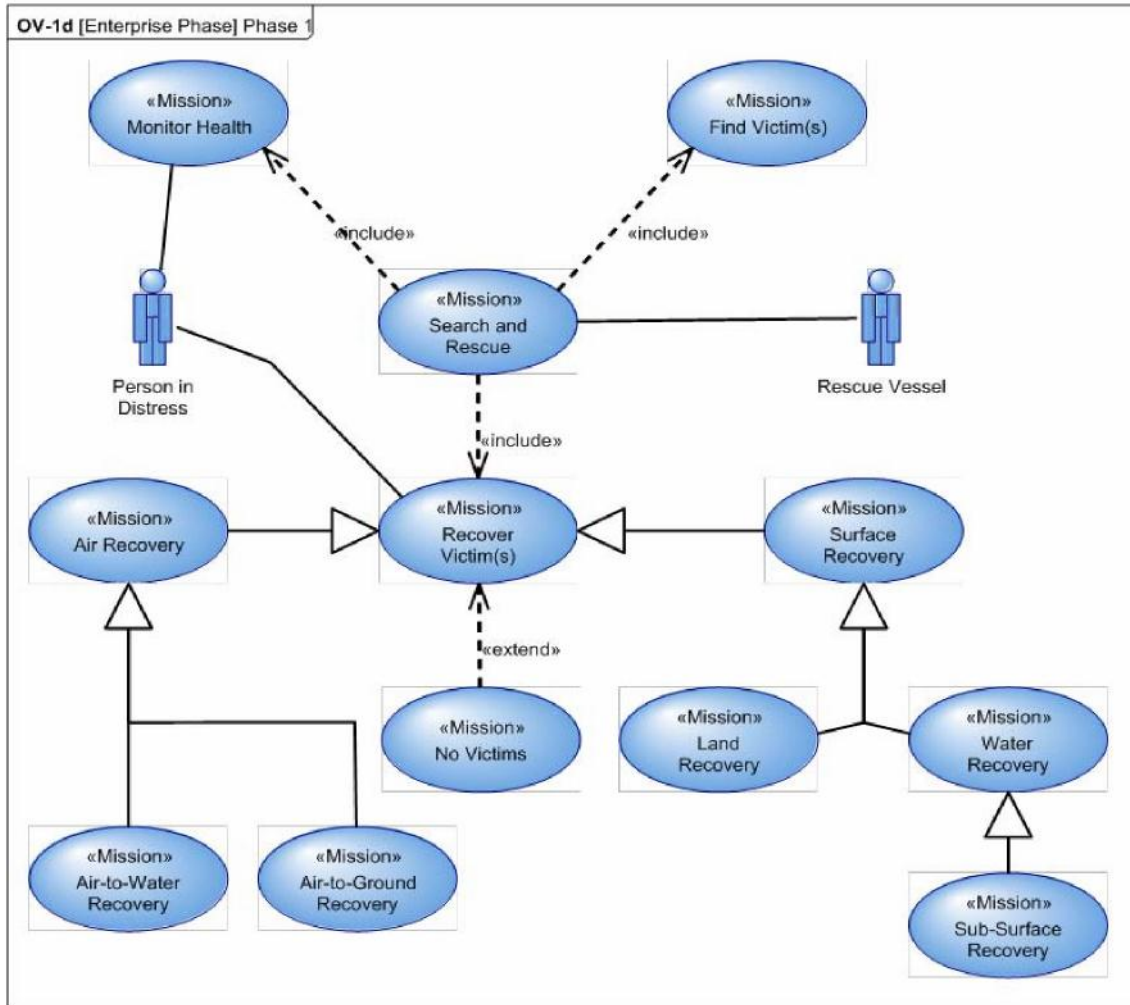 OV-1d [Enterprise Phase] Phase 1
«Mission»
Monitor Health
«Mission»
Find Victim(s)
«include»
«include»
«Mission»
Search and
Rescue
Person in
Distress
Rescue Vessel
«include»
«Mission»
Air Recovery
«Mission»
Recover
Victim(s)
«Mission»
Surface
Recovery
«extend»
«Mission»
No Victims
«Mission»
Land
Recovery
«Mission»
Water
Recovery
«Mission»
Air-to-Water
Recovery
«Mission»
Air-to-Ground
Recovery
«Mission»
Sub-Surface
Recovery